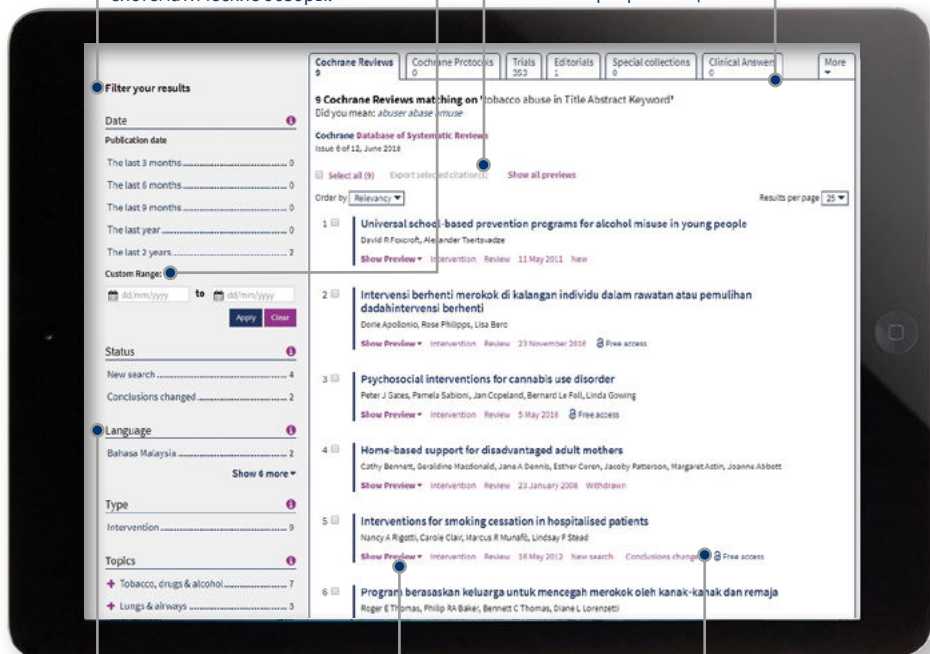 Filter your results
Date
Publication date
The last 3 months 0
The last 6 months 0
The last 9 months 0
The last year 0
The last 2 years 2
Custom Range:
dd/mm/yyyy to dd/mm/yyyy
Apply Clear
Status
New search 4
Conclusions changed 2
Language
Bahasa Malaysia 2
Show 6 more
Type
Intervention 9
Topics
Tobacco, drugs & alcohol 7
Lungs & airways 3
Cochrane Reviews Cochrane Protocols Trials Editorials Special collections Clinical Answers More
9 0 353 1 0 0
9 Cochrane Reviews matching on "tobacco abuse in Title Abstract Keyword"
Did you mean: abuser abase amuse
Cochrane Database of Systematic Reviews
Issue 6 of 12, June 2018
Select all (9) Export selected citation(s) Show all previews
Order by Relevancy Results per page 25
1 Universal school-based prevention programs for alcohol misuse in young people
David R Foxcroft, Alexander Tsertsvadze
Show Preview Intervention Review 11 May 2011 New
2 Intervensi berhenti merokok di kalangan individu dalam rawatan atau pemulihan
dadahintervensi berhenti
Dorie Apollonio, Rose Philipps, Lisa Bero
Show Preview Intervention Review 23 November 2016 Free access
3 Psychosocial interventions for cannabis use disorder
Peter J Gates, Pamela Sabioni, Jan Copeland, Bernard Le Foll, Linda Gowing
Show Preview Intervention Review 5 May 2016 Free access
4 Home-based support for disadvantaged adult mothers
Cathy Bennett, Geraldine Macdonald, Jane A Dennis, Esther Coren, Jacoby Patterson, Margaret Astin, Joanne Abbott
Show Preview Intervention Review 23 January 2008 Withdrawn
5 Interventions for smoking cessation in hospitalised patients
Nancy A Rigotti, Carole Clair, Marcus R Munafò, Lindsay F Stead
Show Preview Intervention Review 16 May 2012 New search Conclusions changed Free access
6 Program berasaskan keluarga untuk mencegah merokok oleh kanak-kanak dan remaja
Roger E Thomas, Philip RA Baker, Bennett C Thomas, Diane L Lorenzetti